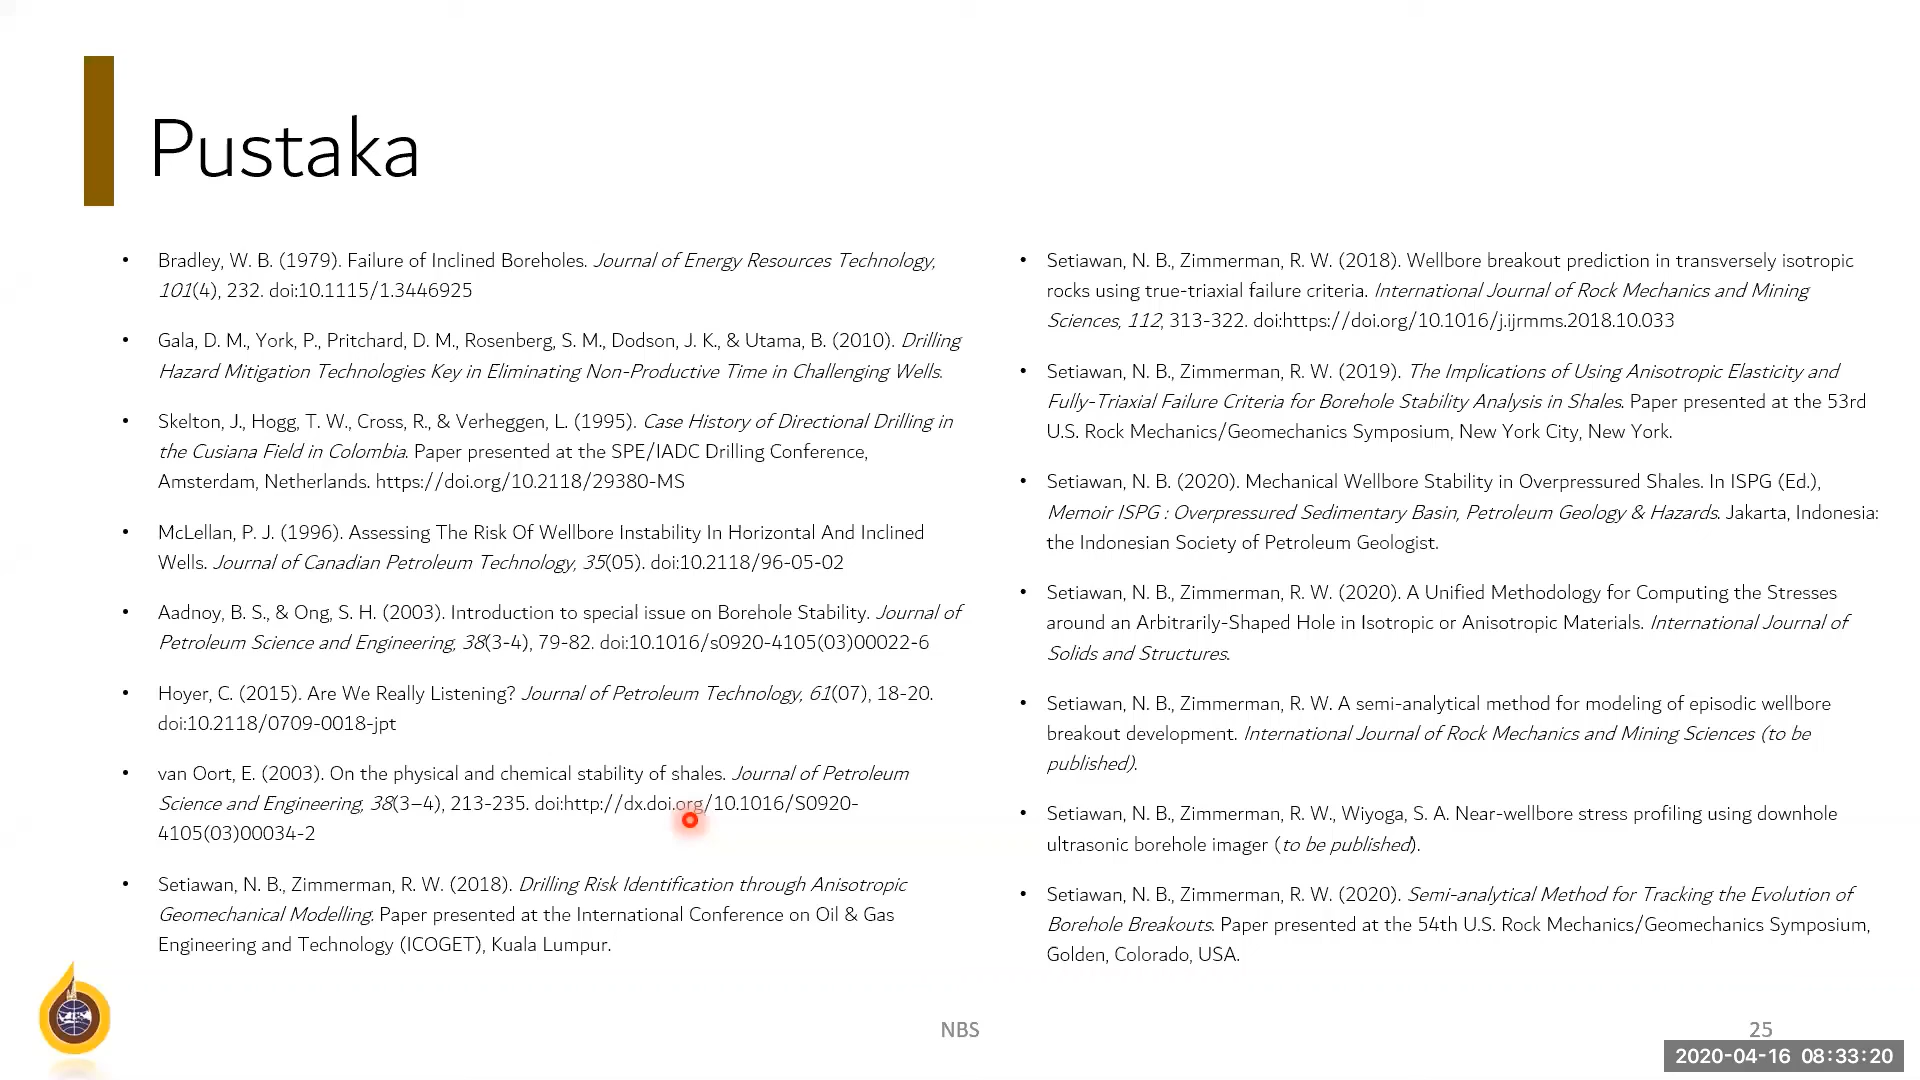 Pustaka
• Bradley, W. B. (1979). Failure of Inclined Boreholes. Journal of Energy Resources Technology,
101(4), 232. doi:10.1115/1.3446925
• Gala, D. M., York, P., Pritchard, D. M., Rosenberg, S. M., Dodson, J. K., & Utama, B. (2010). Drilling
Hazard Mitigation Technologies Key in Eliminating Non-Productive Time in Challenging Wells.
• Skelton, J., Hogg, T. W., Cross, R., & Verheggen, L. (1995). Case History of Directional Drilling in
the Cusiana Field in Colombia. Paper presented at the SPE/IADC Drilling Conference,
Amsterdam, Netherlands. https://doi.org/10.2118/29380-MS
• McLellan, P. J. (1996). Assessing The Risk Of Wellbore Instability In Horizontal And Inclined
Wells. Journal of Canadian Petroleum Technology, 35(05). doi:10.2118/96-05-02
• Aadnoy, B. S., & Ong, S. H. (2003). Introduction to special issue on Borehole Stability. Journal of
Petroleum Science and Engineering, 38(3-4), 79-82. doi:10.1016/s0920-4105(03)00022-6
• Hoyer, C. (2015). Are We Really Listening? Journal of Petroleum Technology, 61(07), 18-20.
doi:10.2118/0709-0018-jpt
• van Oort, E. (2003). On the physical and chemical stability of shales. Journal of Petroleum
Science and Engineering, 38(3–4), 213-235. doi:http://dx.doi.org/10.1016/S0920-
4105(03)00034-2
• Setiawan, N. B., Zimmerman, R. W. (2018). Drilling Risk Identification through Anisotropic
Geomechanical Modelling. Paper presented at the International Conference on Oil & Gas
Engineering and Technology (ICOGET), Kuala Lumpur.
• Setiawan, N. B., Zimmerman, R. W. (2018). Wellbore breakout prediction in transversely isotropic
rocks using true-triaxial failure criteria. International Journal of Rock Mechanics and Mining
Sciences, 112, 313-322. doi:https://doi.org/10.1016/j.ijrmms.2018.10.033
• Setiawan, N. B., Zimmerman, R. W. (2019). The Implications of Using Anisotropic Elasticity and
Fully-Triaxial Failure Criteria for Borehole Stability Analysis in Shales. Paper presented at the 53rd
U.S. Rock Mechanics/Geomechanics Symposium, New York City, New York.
• Setiawan, N. B. (2020). Mechanical Wellbore Stability in Overpressured Shales. In ISPG (Ed.),
Memoir ISPG : Overpressured Sedimentary Basin, Petroleum Geology & Hazards. Jakarta, Indonesia:
the Indonesian Society of Petroleum Geologist.
• Setiawan, N. B., Zimmerman, R. W. (2020). A Unified Methodology for Computing the Stresses
around an Arbitrarily-Shaped Hole in Isotropic or Anisotropic Materials. International Journal of
Solids and Structures.
• Setiawan, N. B., Zimmerman, R. W. A semi-analytical method for modeling of episodic wellbore
breakout development. International Journal of Rock Mechanics and Mining Sciences (to be
published).
• Setiawan, N. B., Zimmerman, R. W., Wiyoga, S. A. Near-wellbore stress profiling using downhole
ultrasonic borehole imager (to be published).
• Setiawan, N. B., Zimmerman, R. W. (2020). Semi-analytical Method for Tracking the Evolution of
Borehole Breakouts. Paper presented at the 54th U.S. Rock Mechanics/Geomechanics Symposium,
Golden, Colorado, USA.
NBS
25
2020-04-16 08:33:20